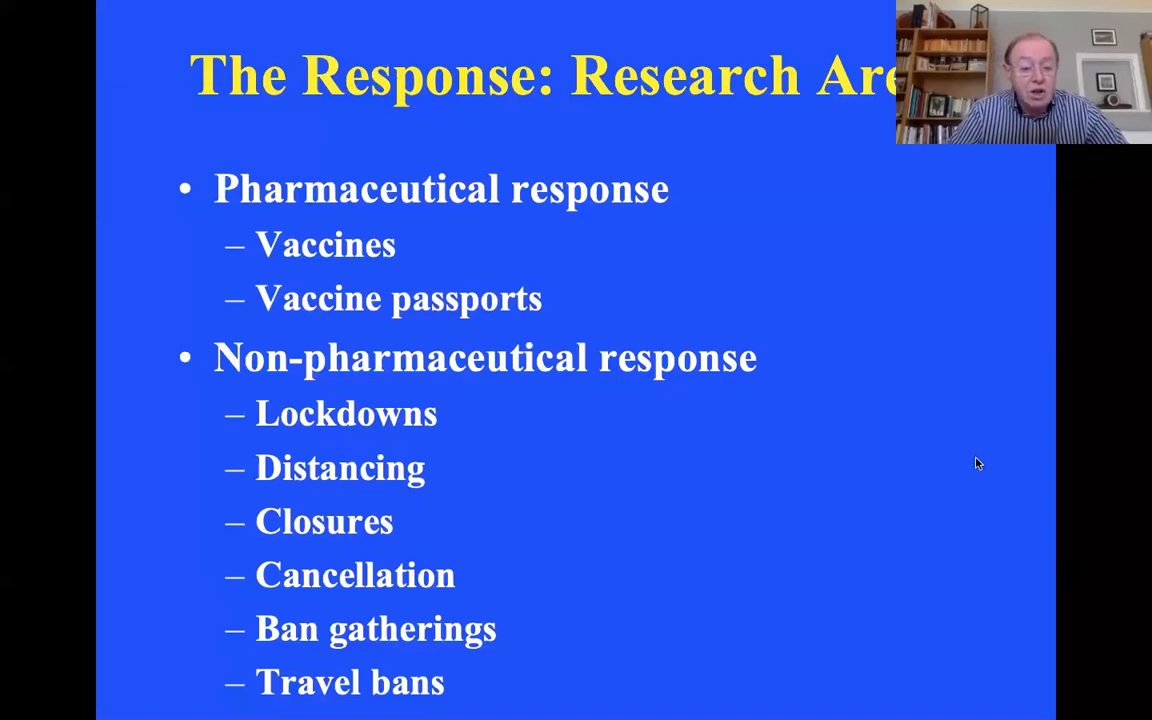 The Response: Research
• Pharmaceutical response
– Vaccines
– Vaccine passports
• Non-pharmaceutical response
– Lockdowns
– Distancing
– Closures
– Cancellation
– Ban gatherings
– Travel bans